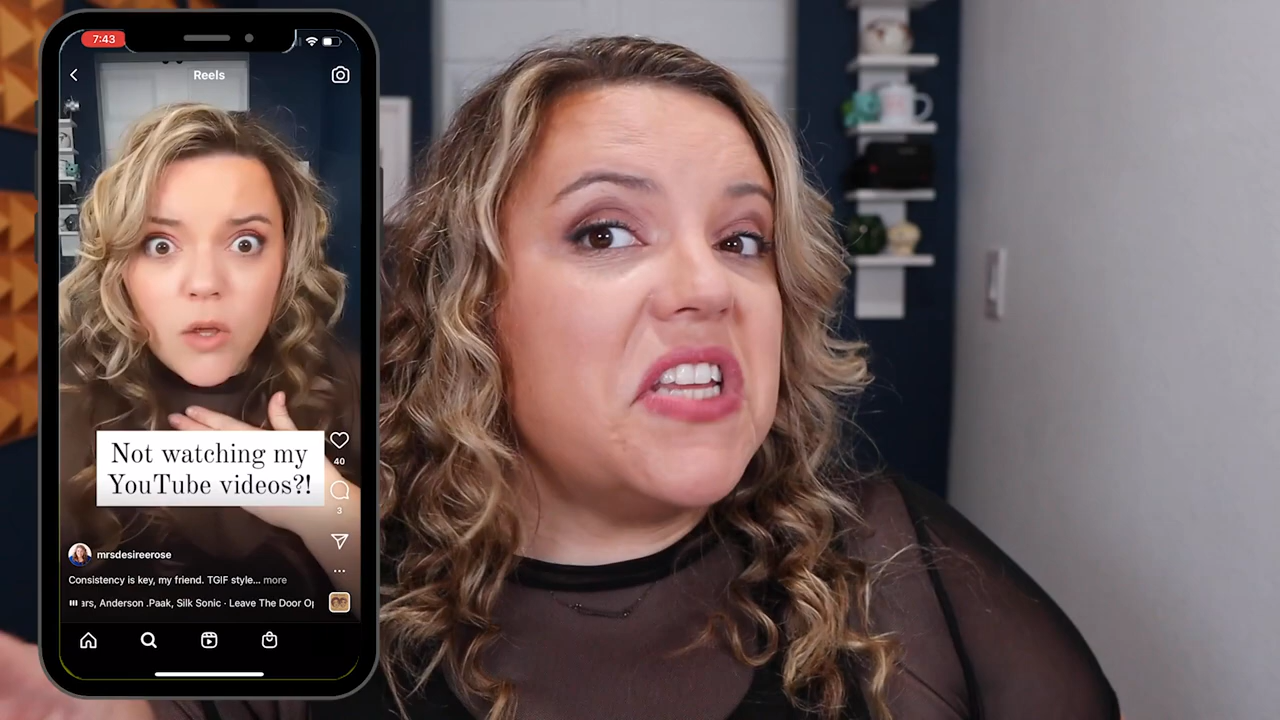 7:43
Reels
Not watching my
YouTube videos?!
40
3
mrsdesireerose
Consistency is key, my friend. TGIF style... more
ars, Anderson .Paak, Silk Sonic · Leave The Door Op